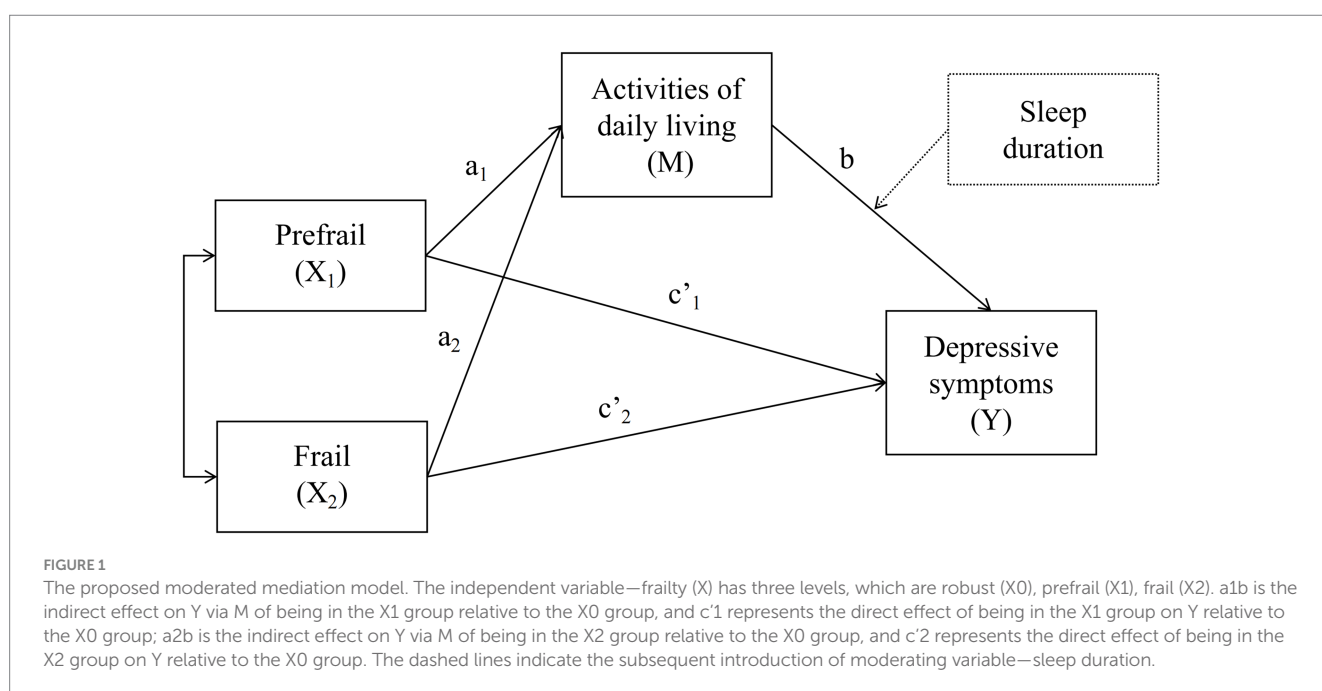 Activities of
daily living
(M)
Sleep
duration
b
a₁
Prefrail
(X₁)
c’₁
a₂
Depressive
symptoms
(Y)
c’₂
Frail
(X₂)
FIGURE 1
The proposed moderated mediation model. The independent variable—frailty (X) has three levels, which are robust (X0), prefrail (X1), frail (X2). a1b is the
indirect effect on Y via M of being in the X1 group relative to the X0 group, and c’1 represents the direct effect of being in the X1 group on Y relative to
the X0 group; a2b is the indirect effect on Y via M of being in the X2 group relative to the X0 group, and c’2 represents the direct effect of being in the
X2 group on Y relative to the X0 group. The dashed lines indicate the subsequent introduction of moderating variable—sleep duration.